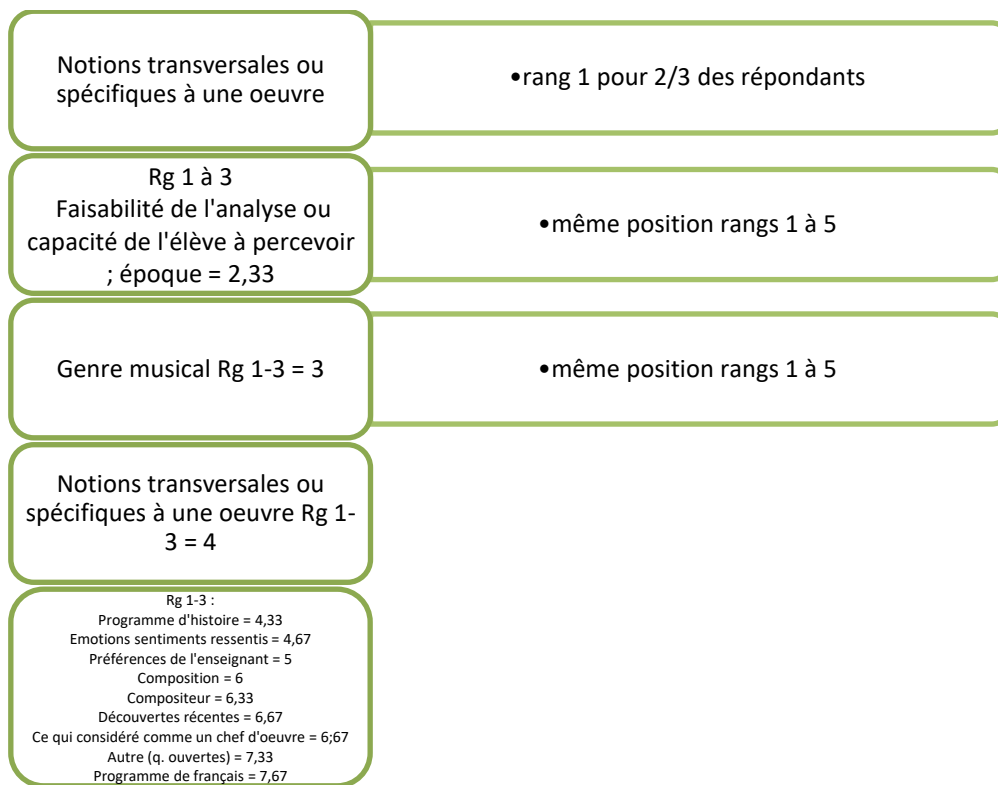 Notions transversales ou
spécifiques à une oeuvre
•rang 1 pour 2/3 des répondants
Rg 1 à 3
Faisabilité de l'analyse ou
capacité de l'élève à percevoir
; époque = 2,33
•même position rangs 1 à 5
Genre musical Rg 1-3 = 3
•même position rangs 1 à 5
Notions transversales ou
spécifiques à une oeuvre Rg 1-
3 = 4
Rg 1-3 :
Programme d'histoire = 4,33
Emotions sentiments ressentis = 4,67
Préférences de l'enseignant = 5
Composition = 6
Compositeur = 6,33
Découvertes récentes = 6,67
Ce qui considéré comme un chef d'oeuvre = 6;67
Autre (q. ouvertes) = 7,33
Programme de français = 7,67